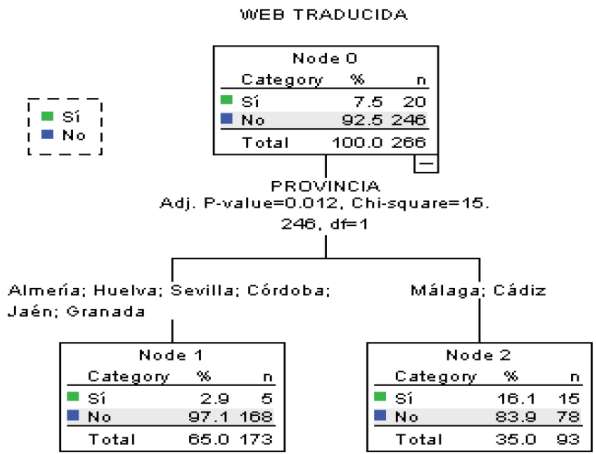 WEB TRADUCIDA
Node 0
Category % n
Sí 7.5 20
No 92.5 246
Total 100.0 266
Sí
No
PROVINCIA
Adj. P-value=0.012, Chi-square=15.
246, df=1
Almería; Huelva; Sevilla; Córdoba;
Jaén; Granada
Málaga; Cádiz
Node 1
Category % n
Sí 2.9 5
No 97.1 168
Total 65.0 173
Node 2
Category % n
Sí 16.1 15
No 83.9 78
Total 35.0 93